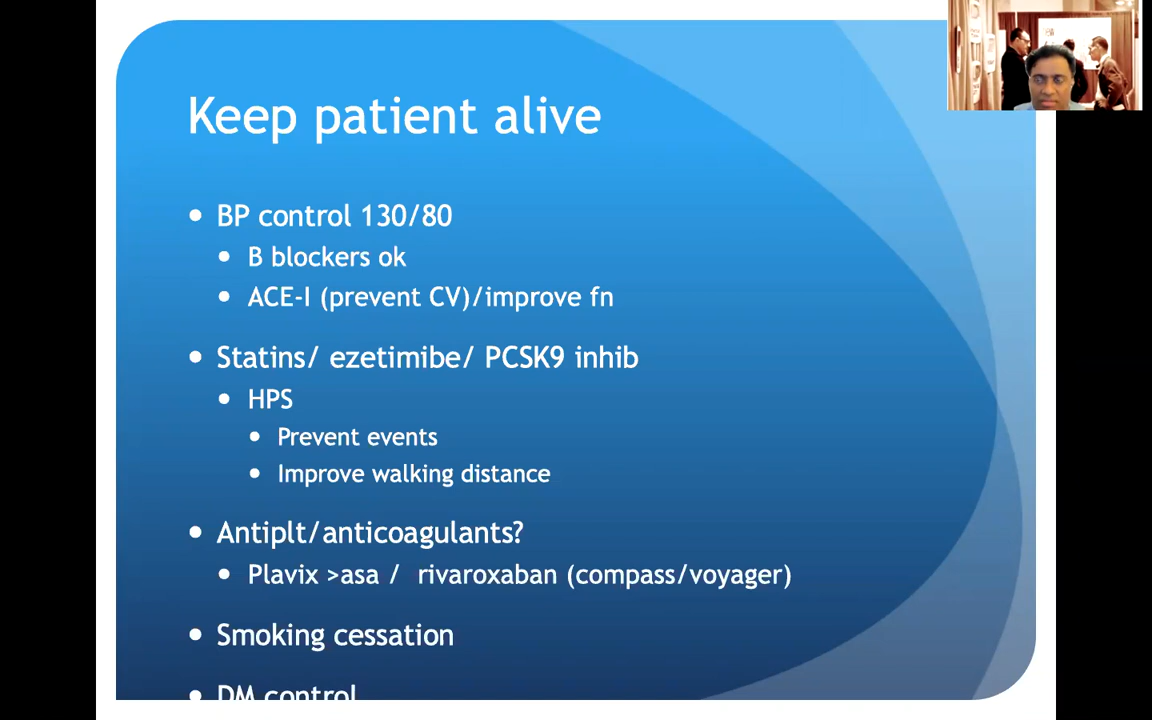 Keep patient alive
• BP control 130/80
• B blockers ok
• ACE-I (prevent CV)/improve fn
• Statins/ ezetimibe/ PCSK9 inhib
• HPS
• Prevent events
• Improve walking distance
• Antiplt/anticoagulants?
• Plavix >asa / rivaroxaban (compass/voyager)
• Smoking cessation
• DM control